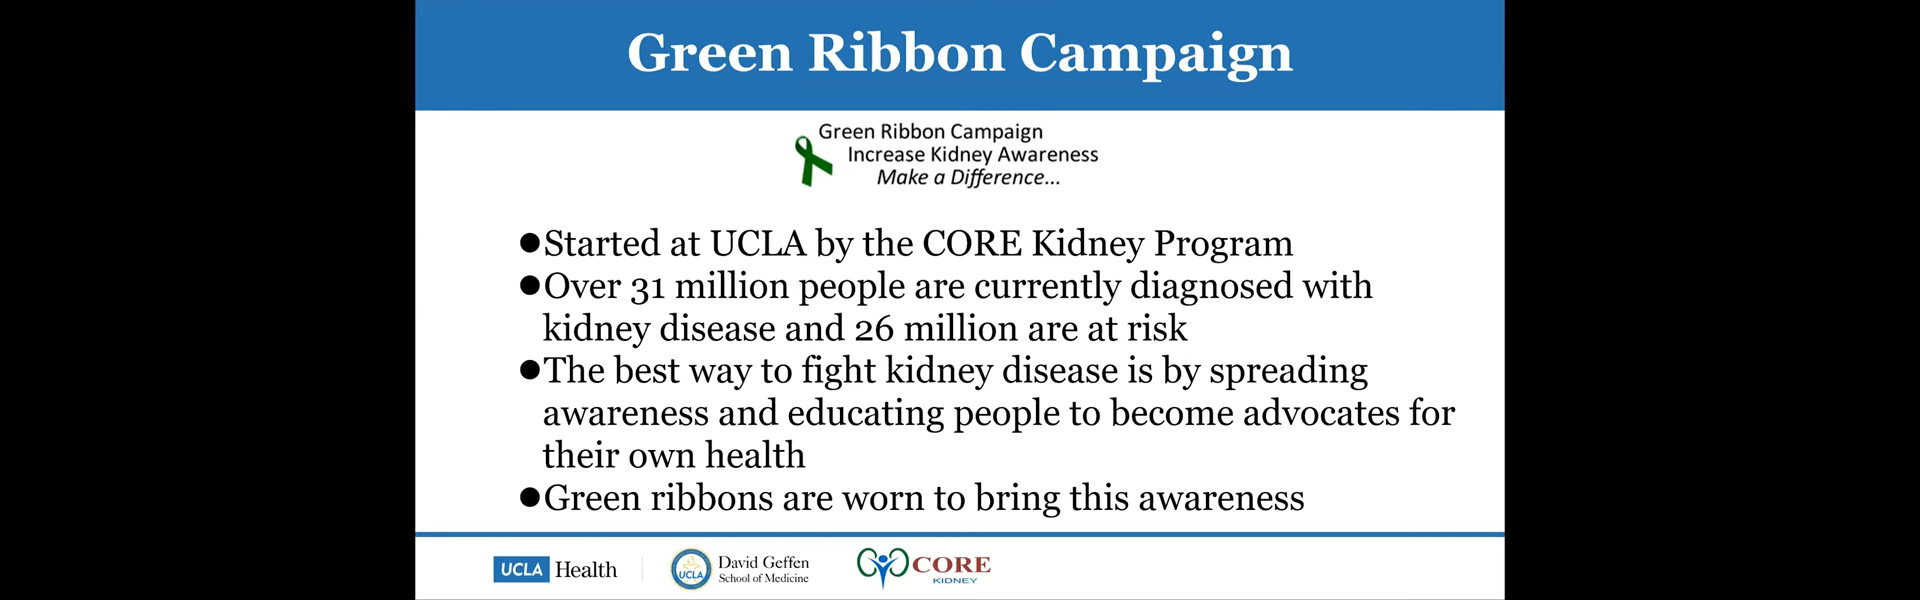 Green Ribbon Campaign
Green Ribbon Campaign
Increase Kidney Awareness
Make a Difference...
●Started at UCLA by the CORE Kidney Program
●Over 31 million people are currently diagnosed with
kidney disease and 26 million are at risk
●The best way to fight kidney disease is by spreading
awareness and educating people to become advocates for
their own health
●Green ribbons are worn to bring this awareness
UCLA Health
UCLA
David Geffen
School of Medicine
CORE
KIDNEY